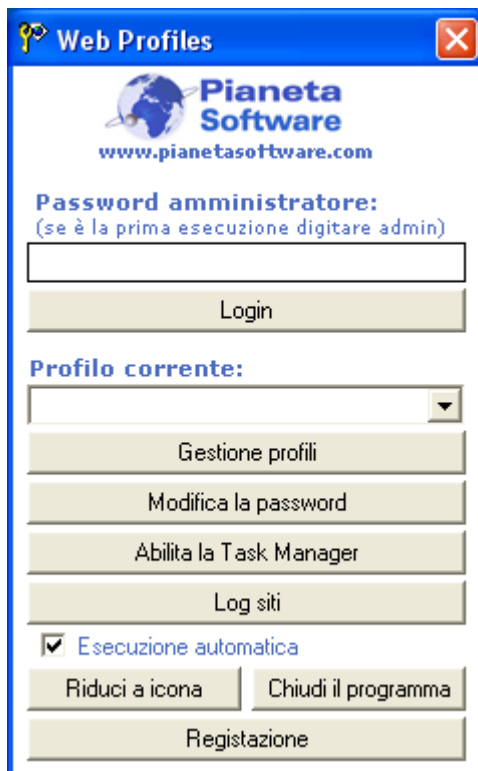 Web Profiles
Pianeta
Software
www.pianetasoftware.com
Password amministratore:
(se è la prima esecuzione digitare admin)
Login
Profilo corrente:
Gestione profili
Modifica la password
Abilita la Task Manager
Log siti
Esecuzione automatica
Riduci a icona Chiudi il programma
Registazione